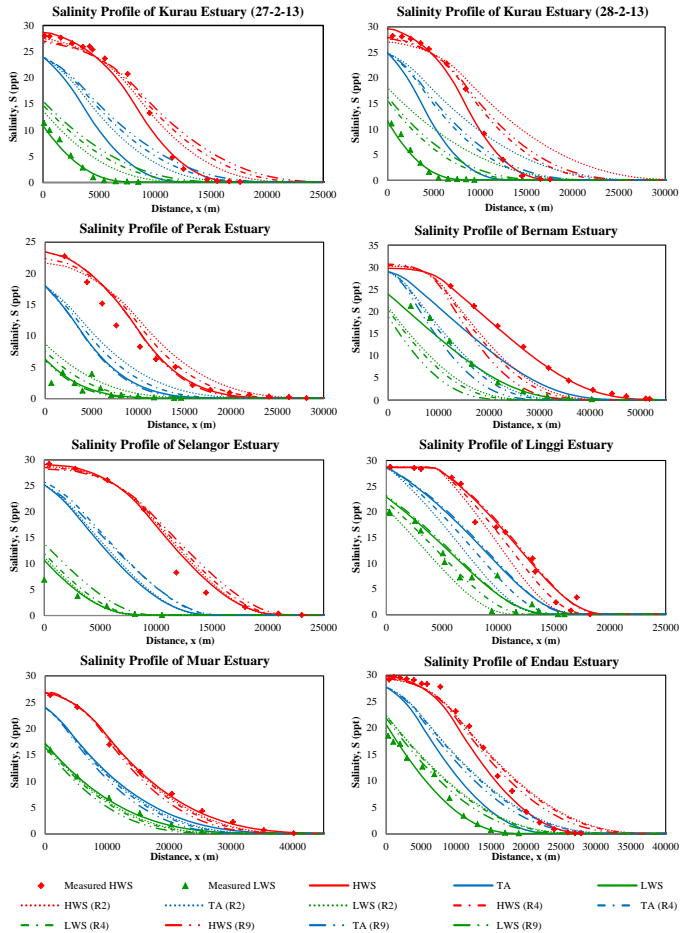 Salinity Profile of Kurau Estuary (27-2-13)
Salinity, S (ppt)
35
30
25
20
15
10
5
0
0 5000 10000 15000 20000 25000
Distance, x (m)
Salinity Profile of Kurau Estuary (28-2-13)
Salinity, S (ppt)
30
25
20
15
10
5
0
0 5000 10000 15000 20000 25000 30000
Distance, x (m)
Salinity Profile of Perak Estuary
Salinity, S (ppt)
25
20
15
10
5
0
0 5000 10000 15000 20000 25000 30000
Distance, x (m)
Salinity Profile of Bernam Estuary
Salinity, S (ppt)
35
30
25
20
15
10
5
0
0 10000 20000 30000 40000 50000
Distance, x (m)
Salinity Profile of Selangor Estuary
Salinity, S (ppt)
30
25
20
15
10
5
0
0 5000 10000 15000 20000 25000
Distance, x (m)
Salinity Profile of Linggi Estuary
Salinity, S (ppt)
30
25
20
15
10
5
0
0 5000 10000 15000 20000 25000
Distance, x (m)
Salinity Profile of Muar Estuary
Salinity, S (ppt)
30
25
20
15
10
5
0
0 10000 20000 30000 40000
Distance, x (m)
Salinity Profile of Endau Estuary
Salinity, S (ppt)
30
25
20
15
10
5
0
0 5000 10000 15000 20000 25000 30000 35000 40000
Distance, x (m)
Measured HWS Measured LWS HWS TA LWS
HWS (R2) TA (R2) LWS (R2) HWS (R4) TA (R4)
LWS (R4) HWS (R9) TA (R9) LWS (R9)